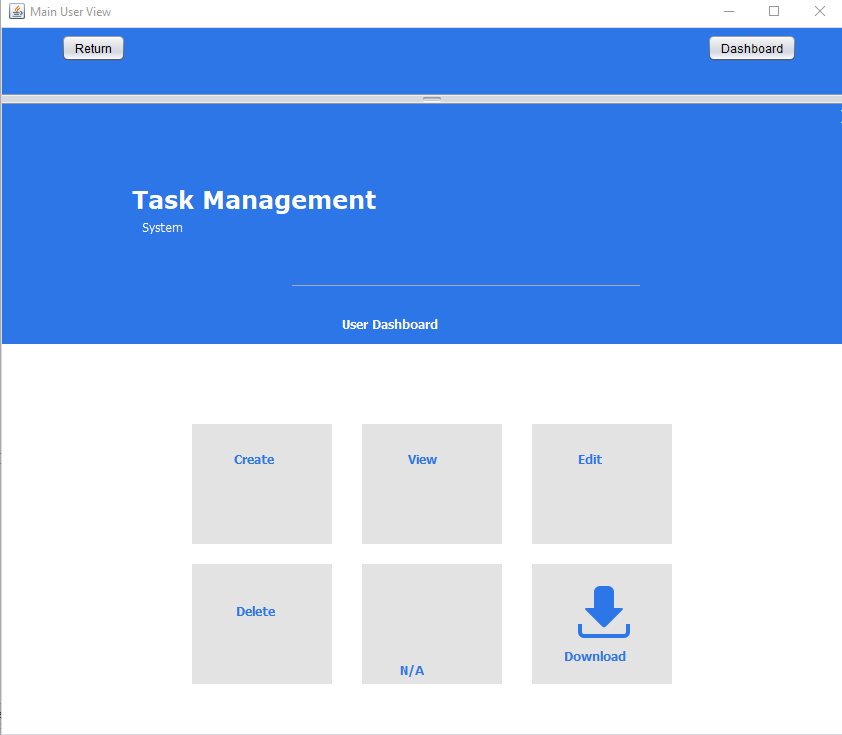 Main User View
Return
Dashboard
Task Management
System
User Dashboard
Create
View
Edit
Delete
N/A
Download